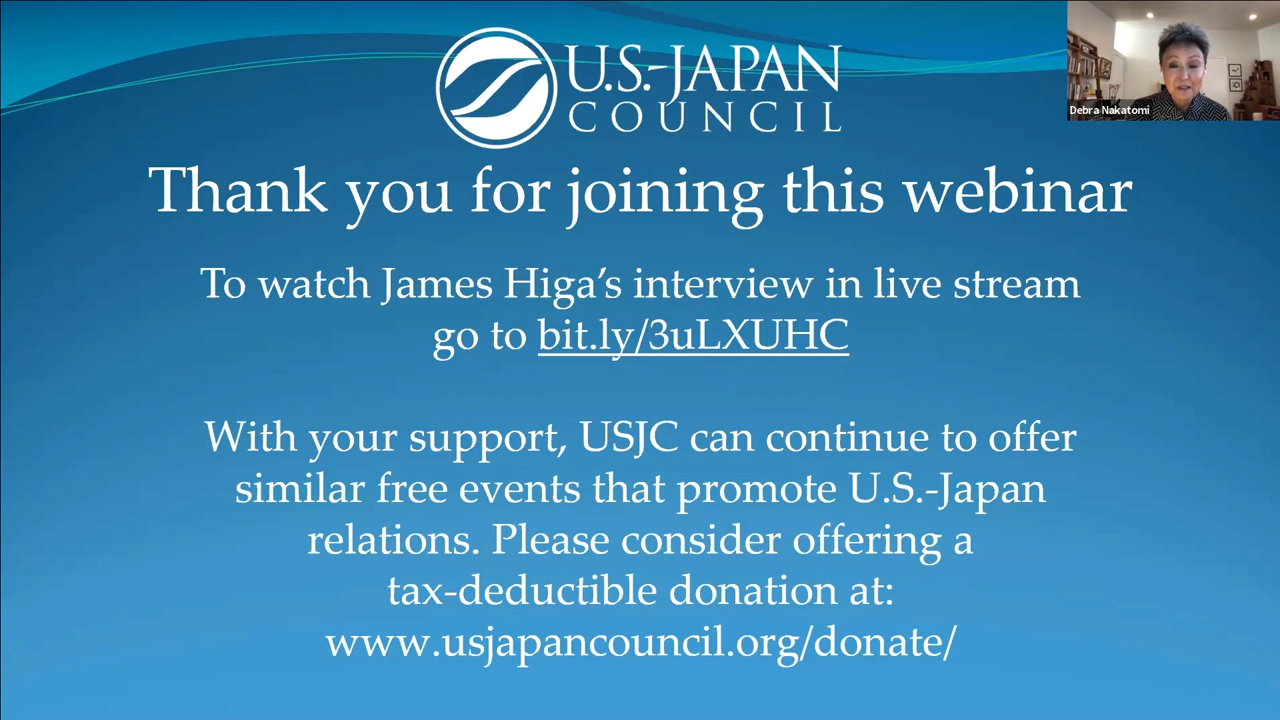 U.S.-JAPAN
COUNCIL
Debra Nakatomi
Thank you for joining this webinar
To watch James Higa’s interview in live stream
go to bit.ly/3uLXUHC
With your support, USJC can continue to offer
similar free events that promote U.S.-Japan
relations. Please consider offering a
tax-deductible donation at:
www.usjapancouncil.org/donate/